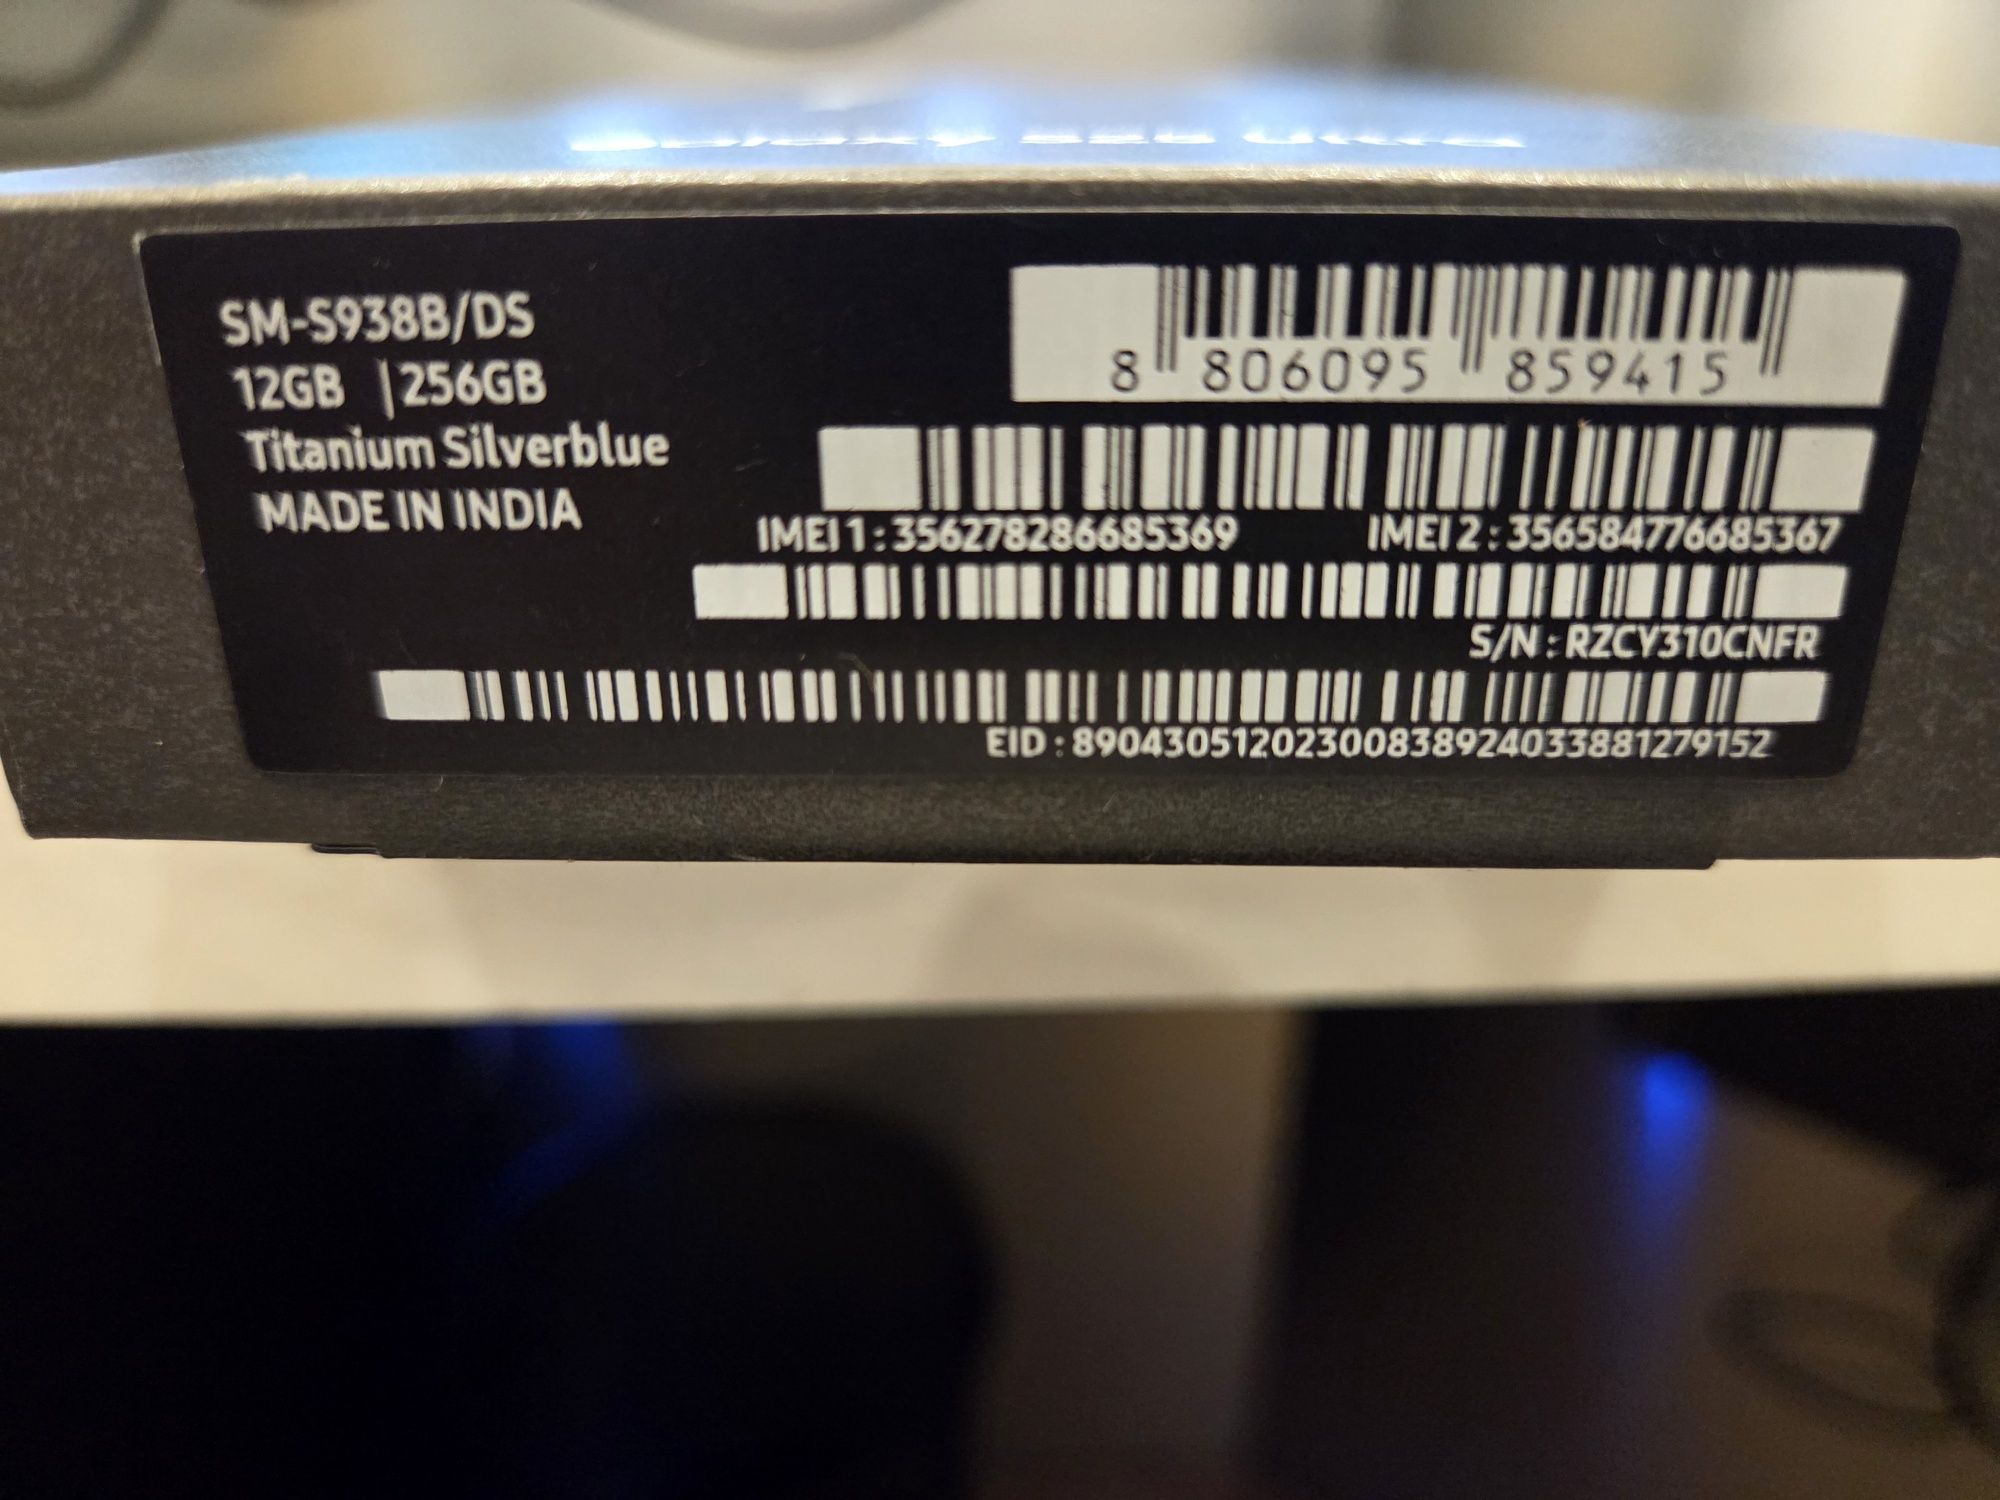 SM-S938B/DS
12GB | 256GB
Titanium Silverblue
MADE IN INDIA
8 806095 859415
IMEI 1 : 356278286685369 IMEI 2 : 356584776685367
S/N : RZCY310CNFR
EID : 89043051202300838924033881279152